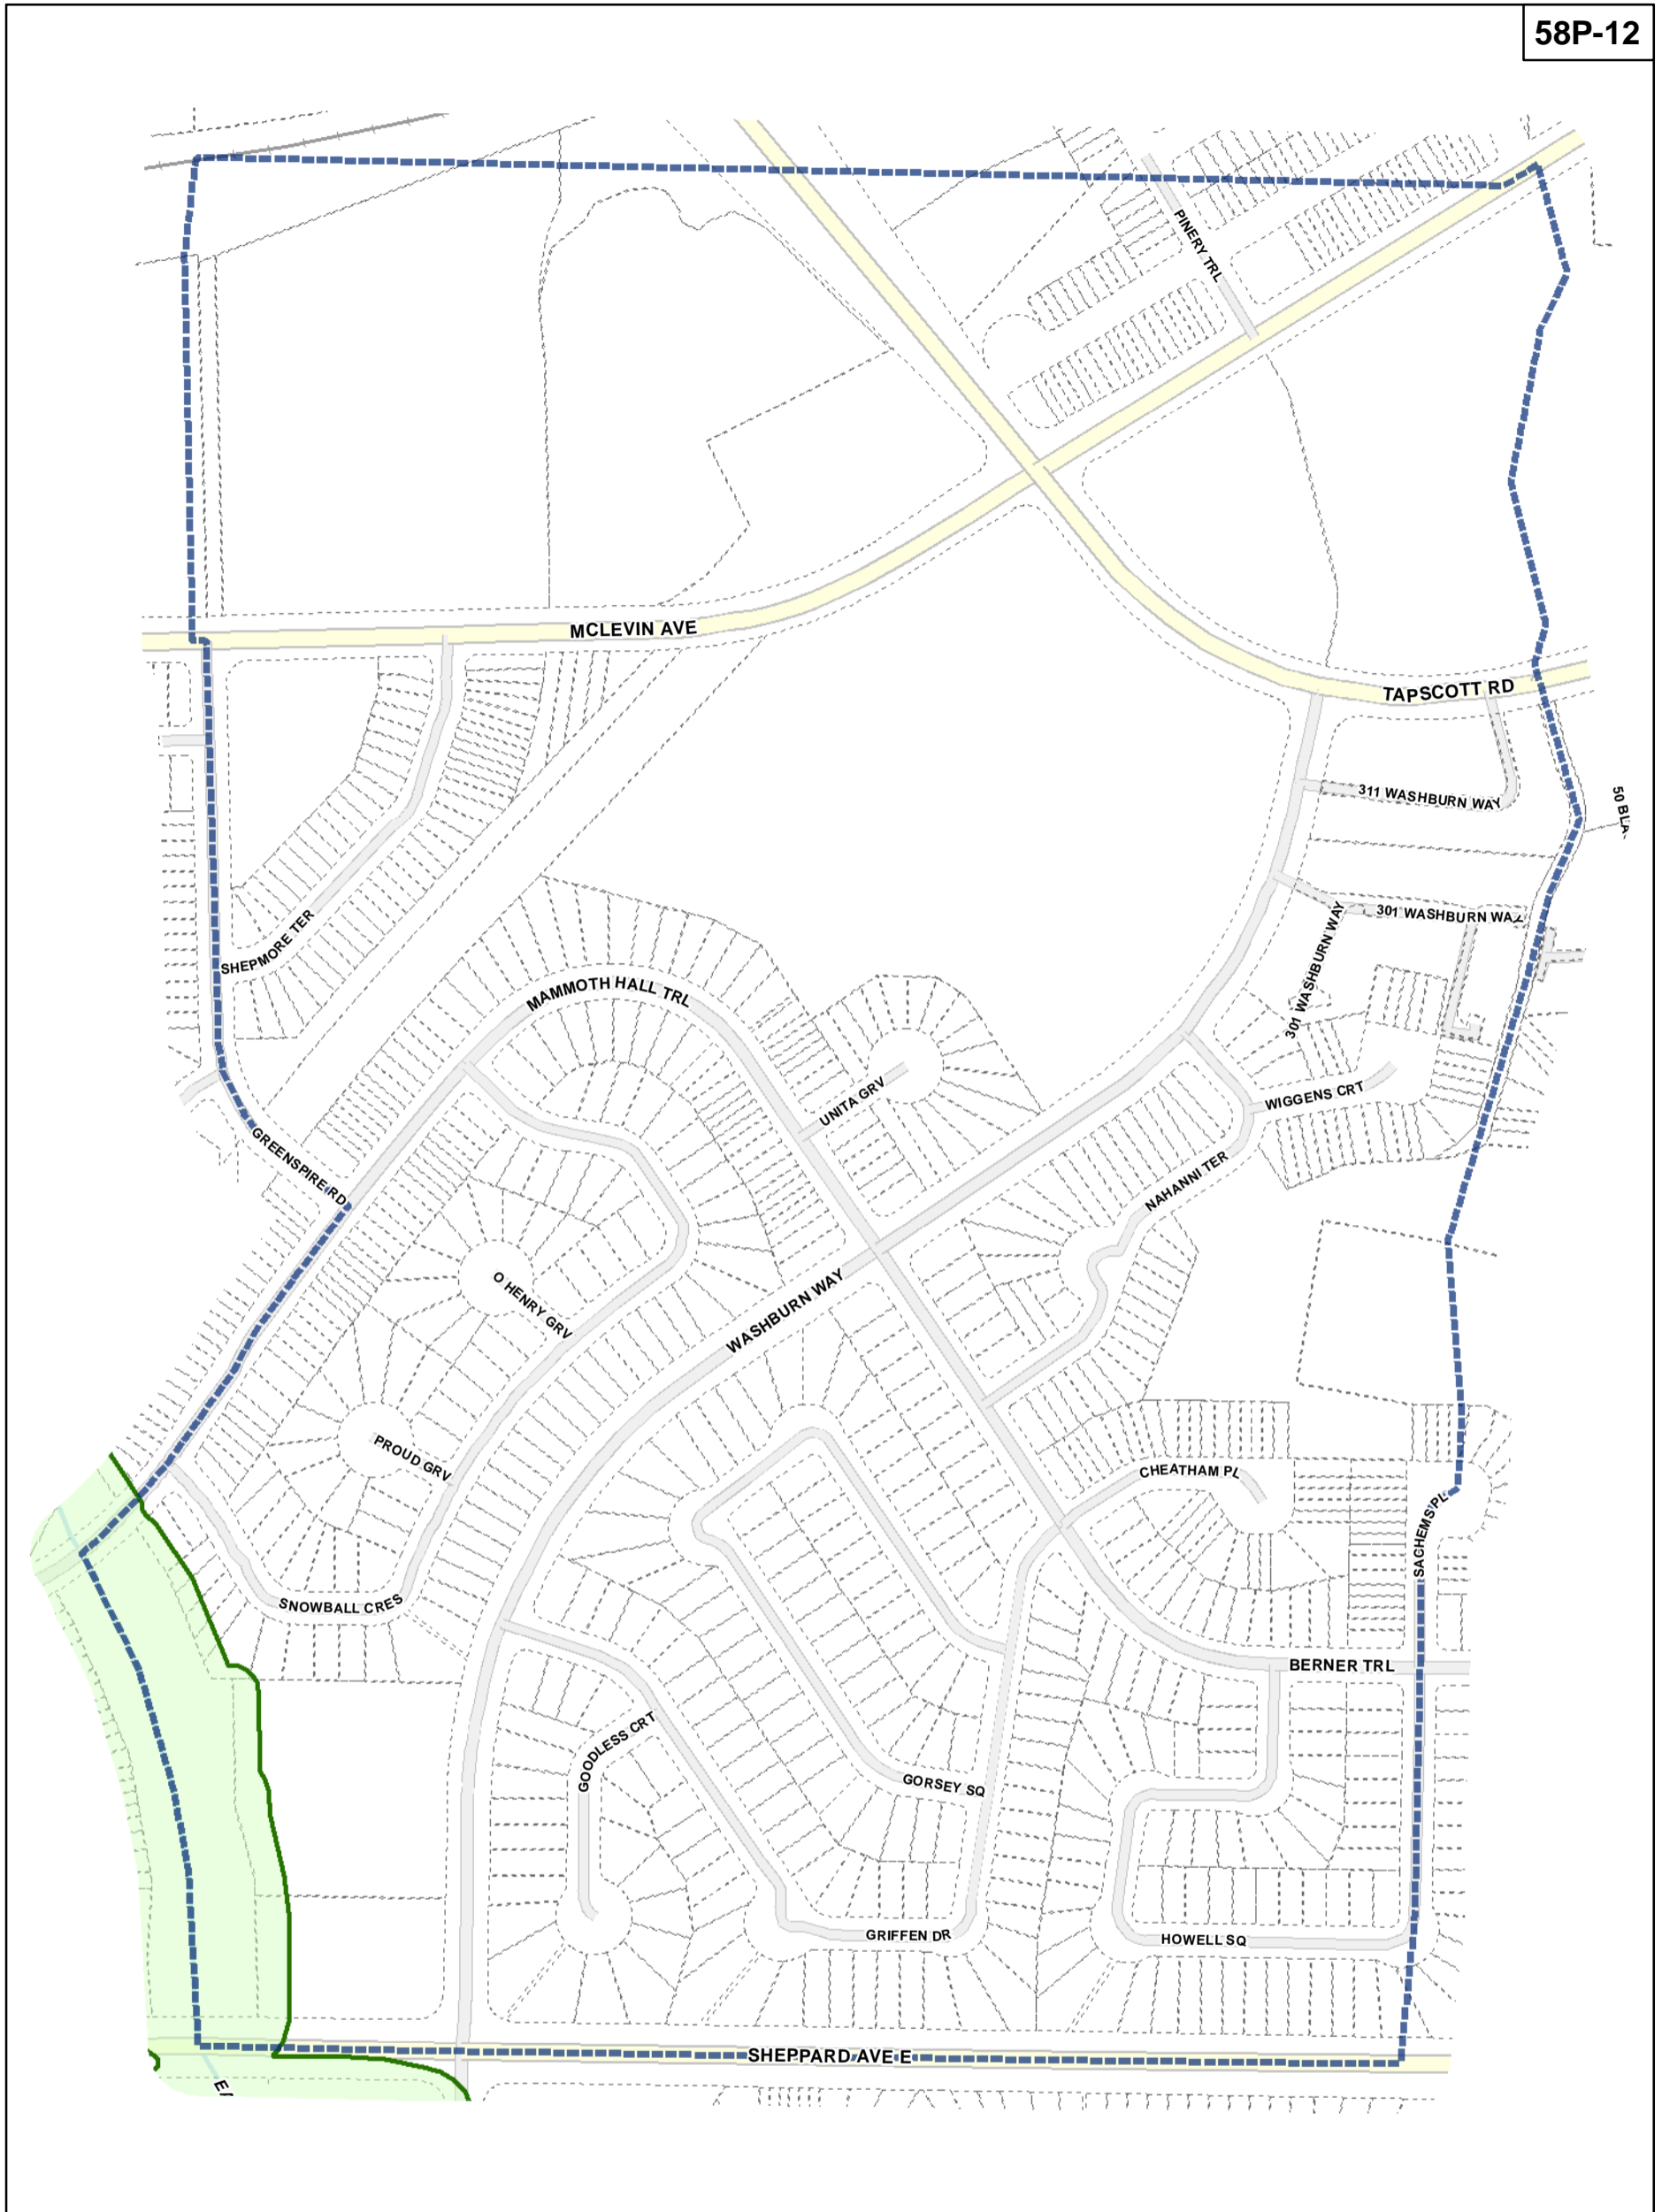 58P-12
PINERY TRL
MCLEVIN AVE
TAPSCOTT RD
311 WASHBURN WAY
50 BLA
301 WASHBURN WAY
301 WASHBURN WAY
SHEPMORE TER
MAMMOTH HALL TRL
UNITA GRV
WIGGENS CRT
GREENSPIRE RD
NAHANNI TER
O HENRY GRV
WASHBURN WAY
PROUD GRV
CHEATHAM PL
SACHEMS PL
SNOWBALL CRES
BERNER TRL
GOODLESS CRT
GORSEY SQ
GRIFFEN DR
HOWELL SQ
SHEPPARD AVE E